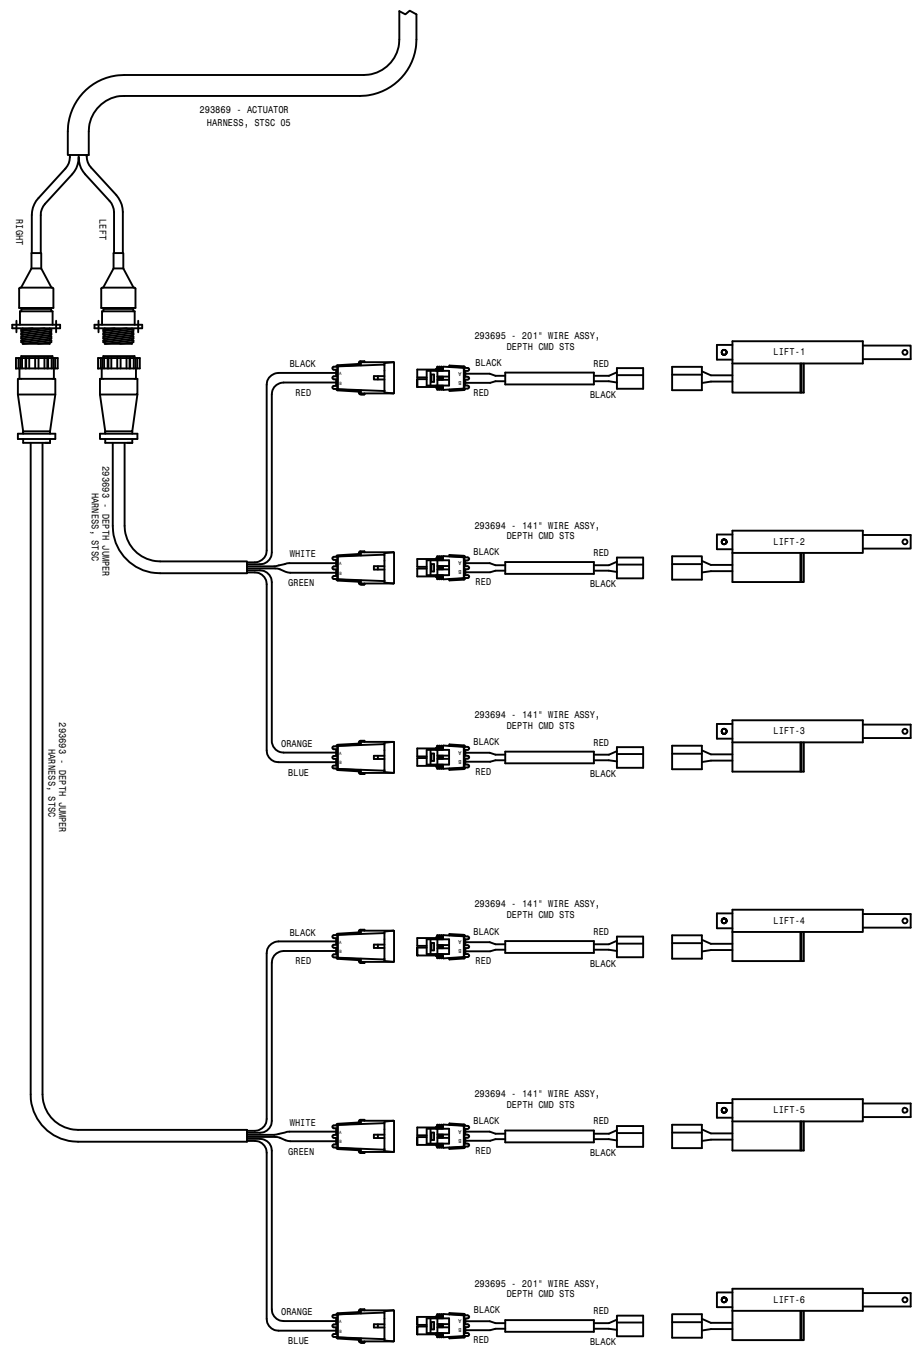 293869 - ACTUATOR
HARNESS, STSC 05
RIGHT
LEFT
293695 - 201" WIRE ASSY,
DEPTH CMD STS
BLACK
RED
A
B
BLACK
RED
A
B
RED
BLACK
LIFT-1
293693 - DEPTH JUMPER
HARNESS, STSC
293694 - 141" WIRE ASSY,
DEPTH CMD STS
WHITE
GREEN
A
B
BLACK
RED
A
B
RED
BLACK
LIFT-2
293694 - 141" WIRE ASSY,
DEPTH CMD STS
ORANGE
BLUE
A
B
BLACK
RED
A
B
RED
BLACK
LIFT-3
293693 - DEPTH JUMPER
HARNESS, STSC
293694 - 141" WIRE ASSY,
DEPTH CMD STS
BLACK
RED
A
B
BLACK
RED
A
B
RED
BLACK
LIFT-4
293694 - 141" WIRE ASSY,
DEPTH CMD STS
WHITE
GREEN
A
B
BLACK
RED
A
B
RED
BLACK
LIFT-5
293695 - 201" WIRE ASSY,
DEPTH CMD STS
ORANGE
BLUE
A
B
BLACK
RED
A
B
RED
BLACK
LIFT-6